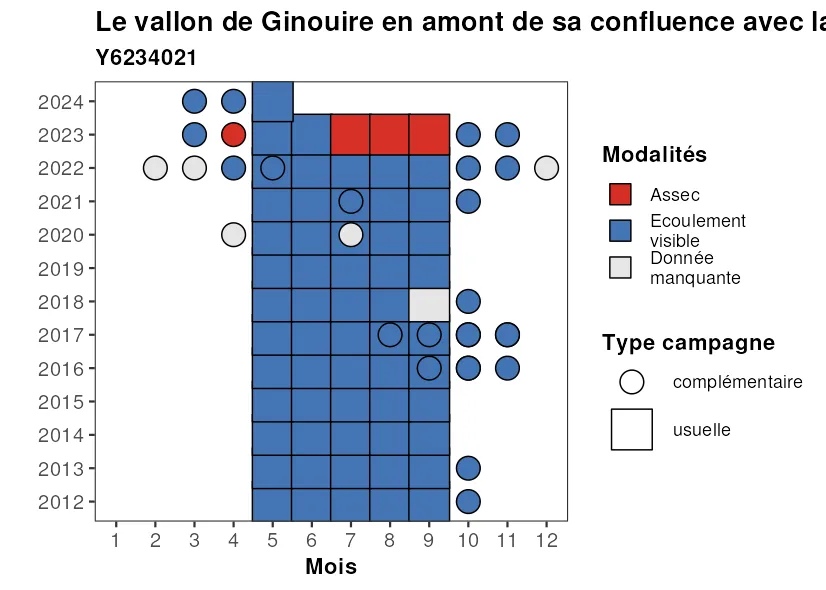 Le vallon de Ginouire en amont de sa confluence avec la
Y6234021
2024
2023
2022
2021
2020
2019
2018
2017
2016
2015
2014
2013
2012
1 2 3 4 5 6 7 8 9 10 11 12
Mois
Modalités
Assec
Ecoulement
visible
Donnée
manquante
Type campagne
complémentaire
usuelle